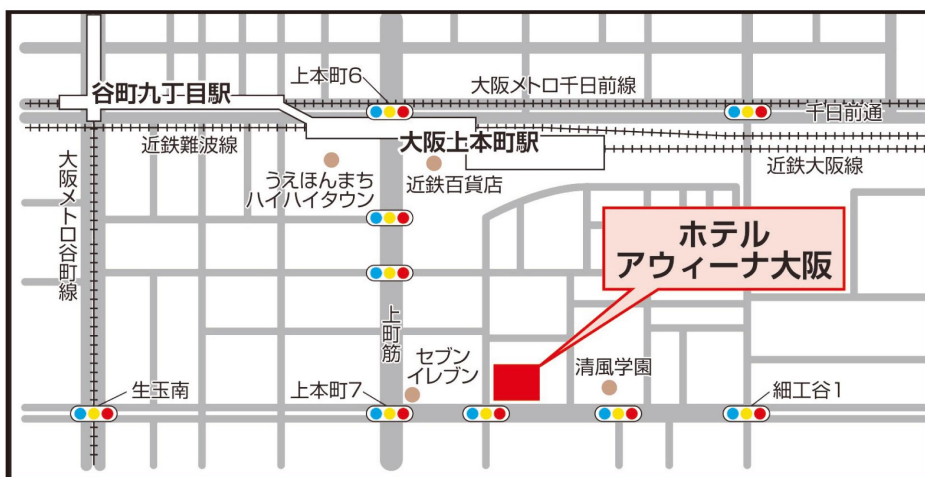 上本町6
大阪メトロ千日前線
谷町九丁目駅
千日前通
近鉄難波線
大阪上本町駅
近鉄大阪線
うえほんまち
ハイハイタウン
近鉄百貨店
大阪メトロ谷町線
ホテル
アウィーナ大阪
上町筋
セブン
イレブン
清風学園
生玉南
上本町7
細工谷1